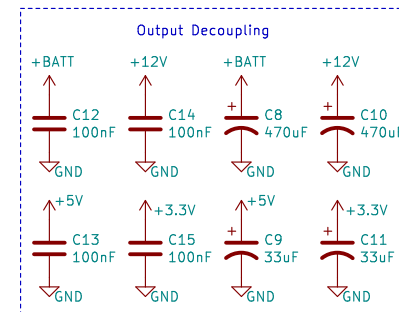 Output Decoupling
+BATT +12V +BATT +12V
C12 C14 + C8 + C10
100nF 100nF 470uF 470u
GND GND GND GND
+5V +3.3V +5V +3.3V
C13 C15 + C9 + C11
100nF 100nF 33uF 33uF
GND GND GND GND